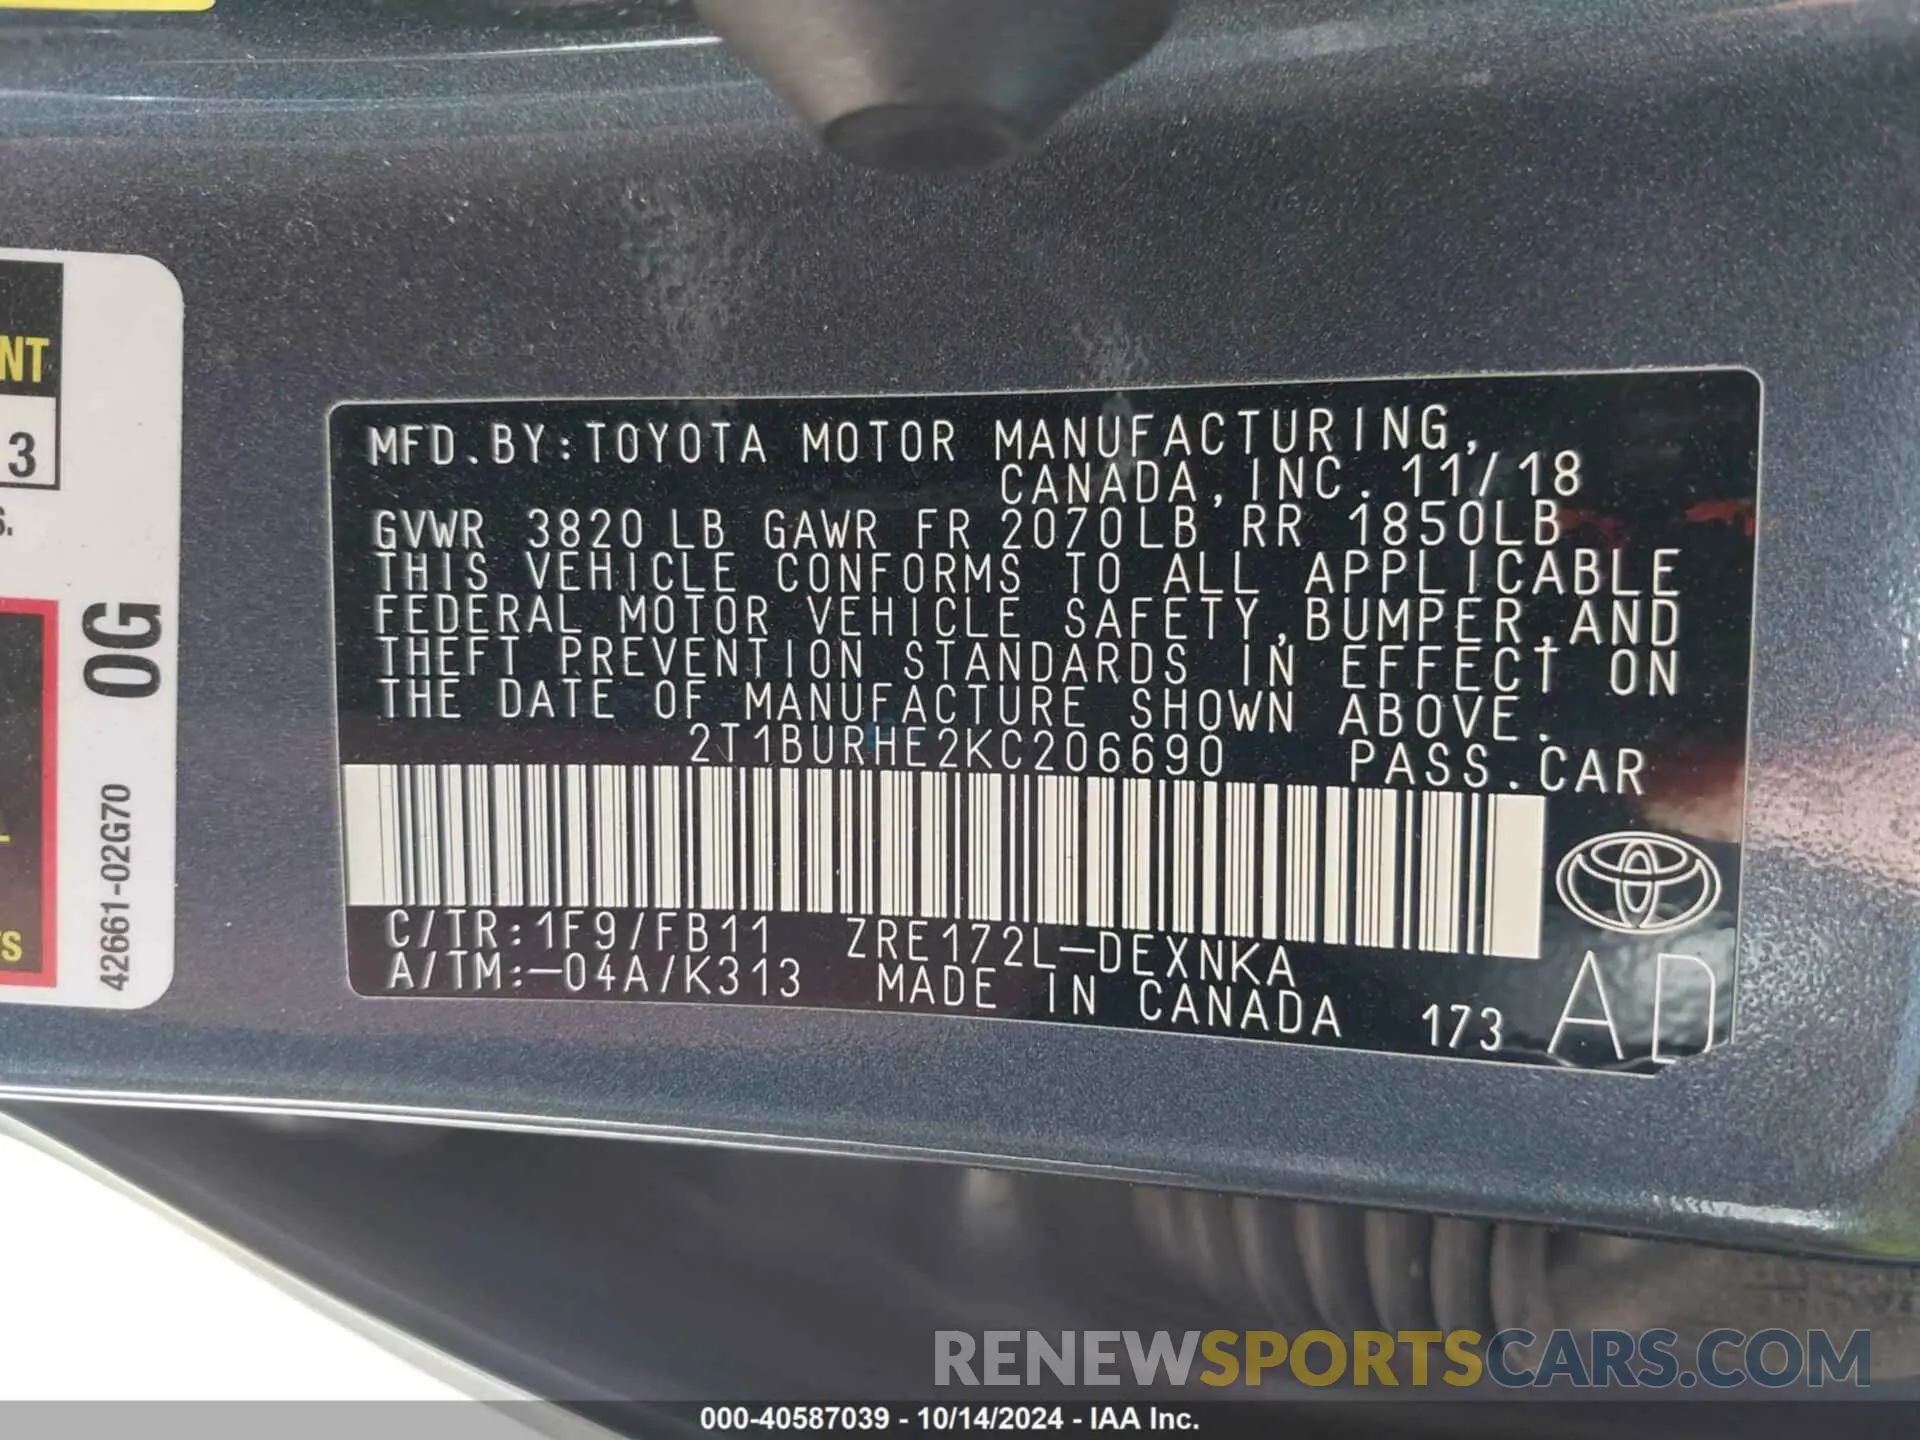 NT
3
S.
0G
42661-02G70
MFD.BY:TOYOTA MOTOR MANUFACTURING,
CANADA,INC. 11/18
GVWR 3820LB GAWR FR 2070LB RR 1850LB
THIS VEHICLE CONFORMS TO ALL APPLICABLE
FEDERAL MOTOR VEHICLE SAFETY,BUMPER,AND
THEFT PREVENTION STANDARDS IN EFFECT ON
THE DATE OF MANUFACTURE SHOWN ABOVE.
2T1BURHE2KC206690 PASS.CAR
C/TR:1F9/FB11 ZRE172L-DEXNKA
A/TM:-04A/K313 MADE IN CANADA 173
AD
RENEWSPORTSCARS.COM
000-40587039 - 10/14/2024 - IAA Inc.